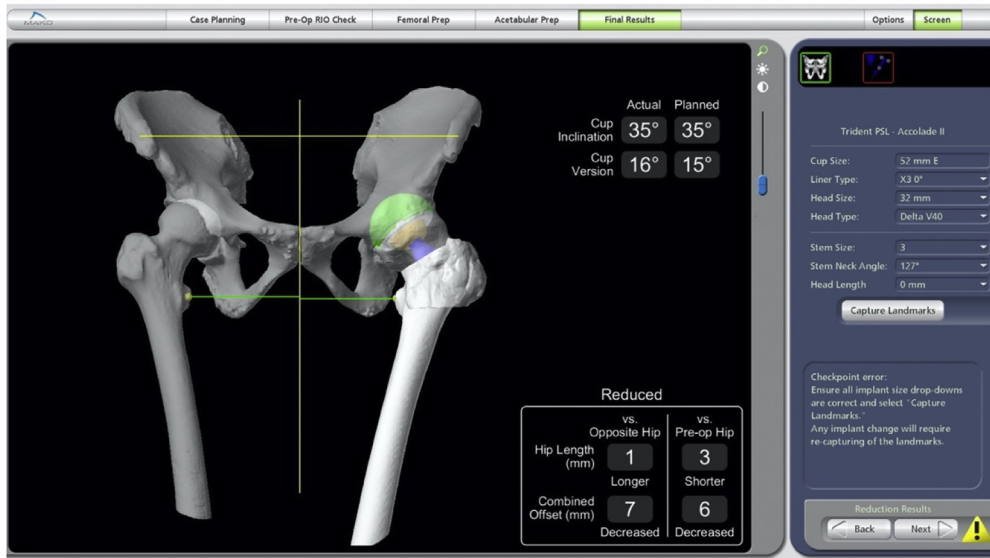 MAKO
Case Planning
Pre-Op RIO Check
Femoral Prep
Acetabular Prep
Final Results
Options
Screen
Actual Planned
Cup Inclination 35° 35°
Cup Version 16° 15°
Reduced
vs. Opposite Hip
vs. Pre-op Hip
Hip Length (mm) 1 3
Longer Shorter
Combined Offset (mm) 7 6
Decreased Decreased
Trident PSL - Accolade II
Cup Size: 52 mm E
Liner Type: X3 0°
Head Size: 32 mm
Head Type: Delta V40
Stem Size: 3
Stem Neck Angle: 127°
Head Length 0 mm
Capture Landmarks
Checkpoint error:
Ensure all implant size drop-downs
are correct and select "Capture
Landmarks."
Any implant change will require
re-capturing of the landmarks.
Reduction Results
Back
Next